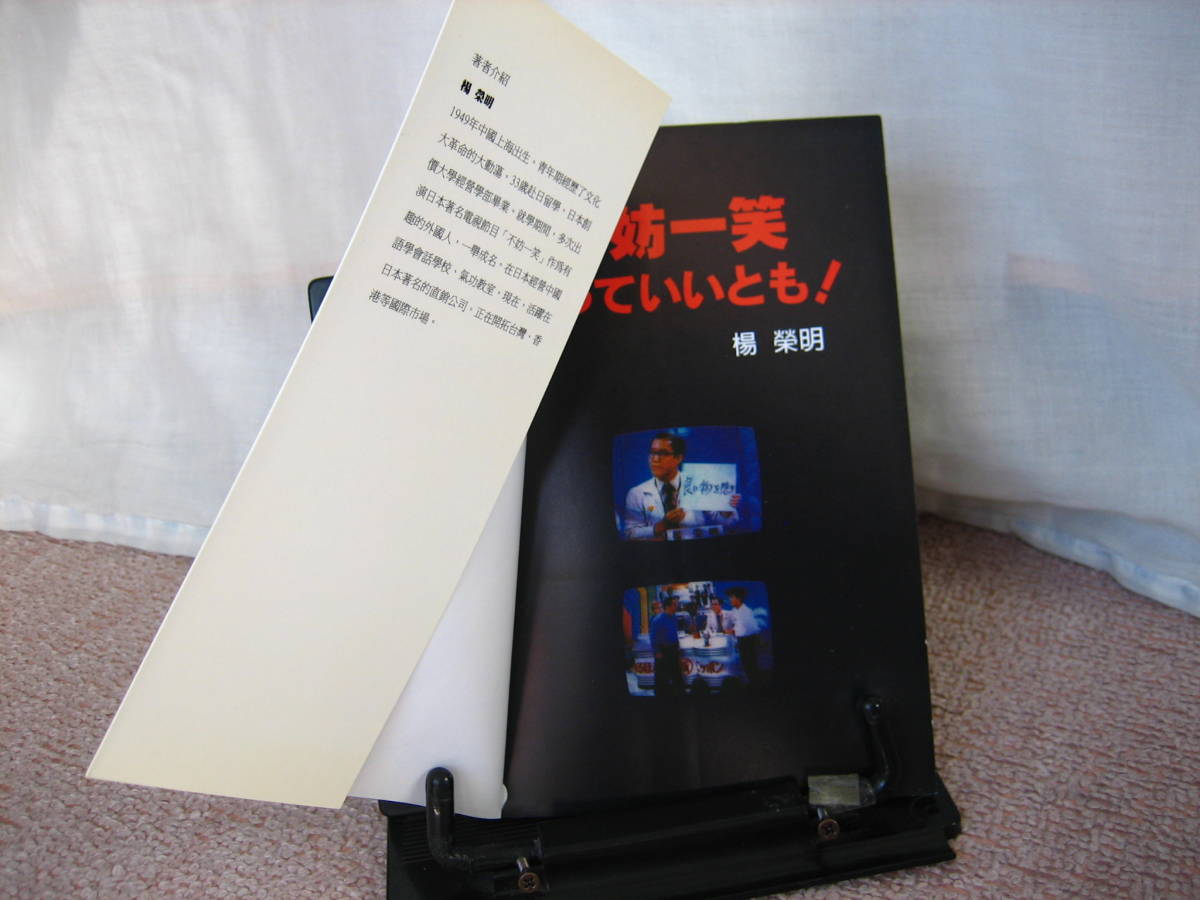 著者介紹
楊 榮明
1949年中國上海出生，青年期經歷了文化
大革命的大動蕩，33歲赴日留學，日本創
價大學經營學部畢業，就學期間，多次出
演日本著名電視節目「不妨一笑」作為有
趣的外國人，一舉成名。在日本經營中國
語學會話學校，氣功教室，現在，活躍在
日本著名的直銷公司，正在開拓台灣、香
港等國際市場。
妨一笑
っていいとも！
楊 榮明